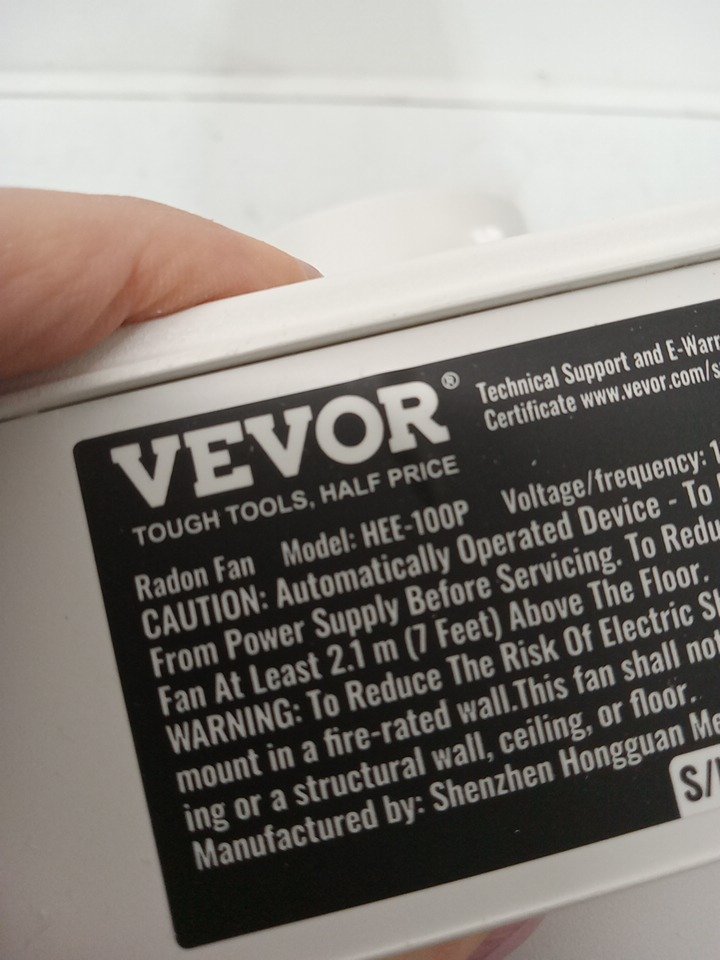 VEVOR®
TOUGH TOOLS, HALF PRICE
Technical Support and E-Warr
Certificate www.vevor.com/s
Radon Fan Model: HEE-100P Voltage/frequency: 1
CAUTION: Automatically Operated Device - To
From Power Supply Before Servicing. To Redu
Fan At Least 2.1 m (7 Feet) Above The Floor.
WARNING: To Reduce The Risk Of Electric Sh
mount in a fire-rated wall.This fan shall not
ing or a structural wall, ceiling, or floor.
Manufactured by: Shenzhen Hongguan Me
S/